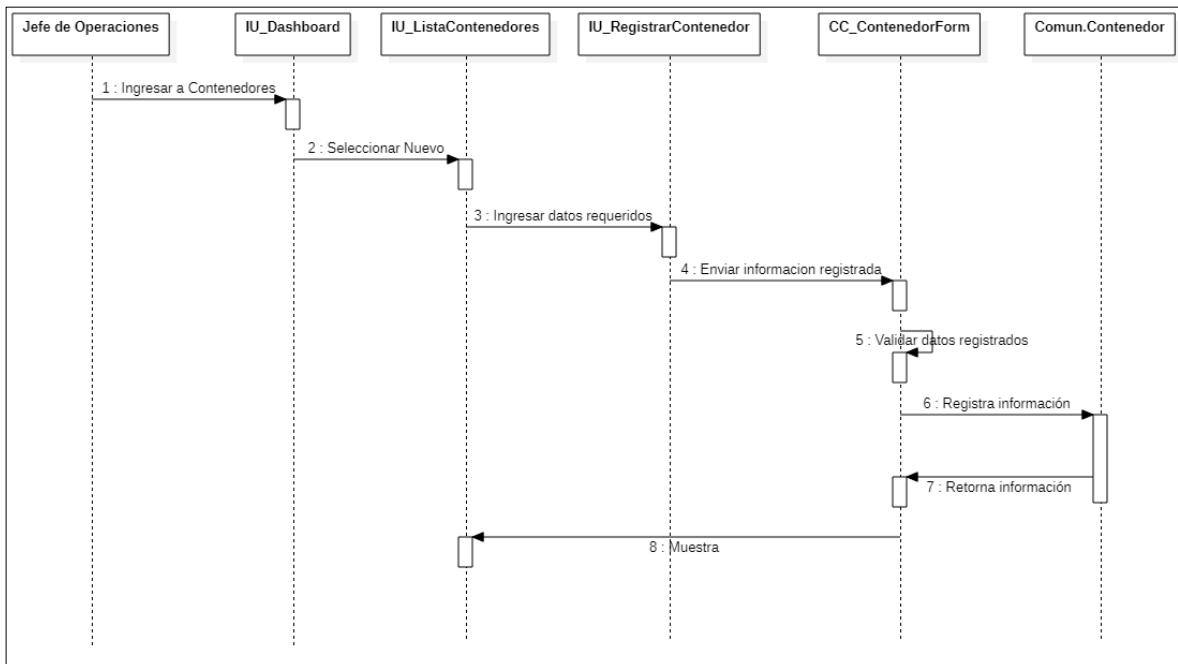 Jefe de Operaciones
IU_Dashboard
IU_ListaContenedores
IU_RegistrarContenedor
CC_ContenedorForm
Comun.Contenedor
1 : Ingresar a Contenedores
2 : Seleccionar Nuevo
3 : Ingresar datos requeridos
4 : Enviar informacion registrada
5 : Validar datos registrados
6 : Registra información
7 : Retorna información
8 : Muestra